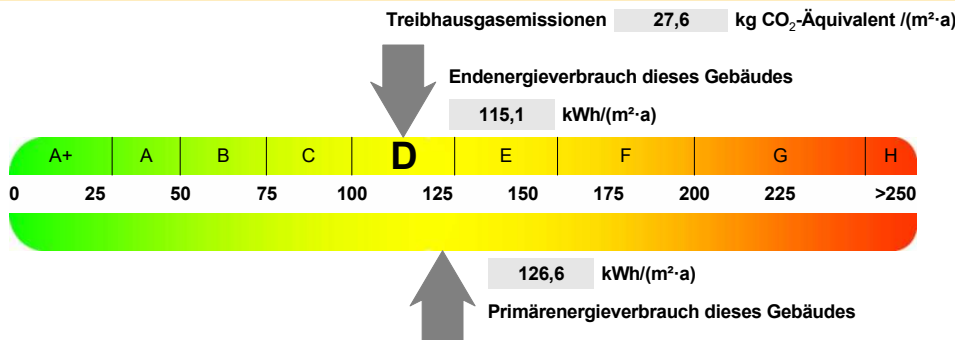 Treibhausgasemissionen 27,6 kg CO₂-Äquivalent /(m²·a)
Endenergieverbrauch dieses Gebäudes
115,1 kWh/(m²·a)
A+ A B C D E F G H
0 25 50 75 100 125 150 175 200 225 >250
126,6 kWh/(m²·a)
Primärenergieverbrauch dieses Gebäudes